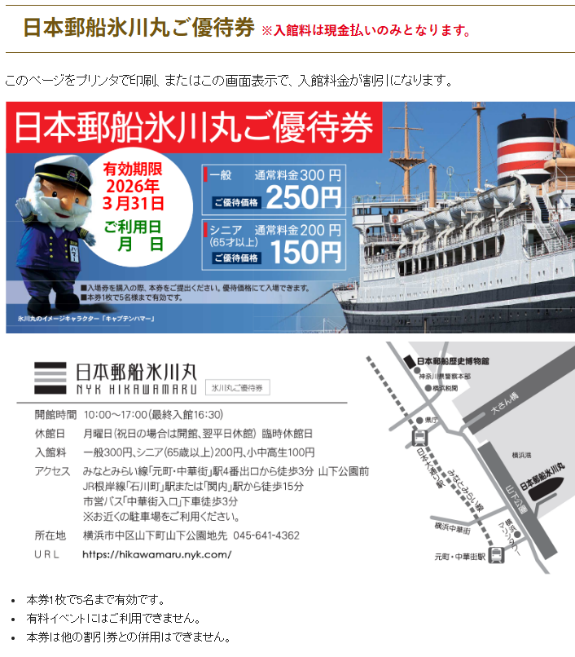 日本郵船氷川丸ご優待券 ※入館料は現金払いのみとなります。
このページをプリンタで印刷、またはこの画面表示で、入館料金が割引になります。
日本郵船氷川丸ご優待券
有効期限
2026年
3月31日
ご利用日
月 日
一般 通常料金300円
ご優待価格 250円
シニア 通常料金200円
(65才以上)
ご優待価格 150円
■入場券を購入の際、本券をご提出ください。優待価格にて入場できます。
■本券1枚で5名様まで有効です。
氷川丸のイメージキャラクター「キャプテンハマー」
日本郵船氷川丸
NYK HIKAWAMARU
氷川丸ご優待券
開館時間 10:00〜17:00(最終入館16:30)
休館日 月曜日(祝日の場合は開館、翌平日休館) 臨時休館日
入館料 一般300円、シニア(65歳以上)200円、小中高生100円
アクセス みなとみらい線「元町・中華街」駅4番出口から徒歩3分 山下公園前
JR根岸線「石川町」駅または「関内」駅から徒歩15分
市営バス「中華街入口」下車徒歩3分
※お近くの駐車場をご利用ください。
所在地 横浜市中区山下町山下公園地先 045-641-4362
URL https://hikawamaru.nyk.com/
日本郵船歴史博物館
神奈川県警察本部
横浜税関
県庁
大さん橋
日本大通り駅
みなとみらい線
横浜港
日本郵船氷川丸
山下公園
横浜中華街
横浜マリンタワー
元町・中華街駅
・ 本券1枚で5名まで有効です。
・ 有料イベントにはご利用できません。
・ 本券は他の割引券との併用はできません。